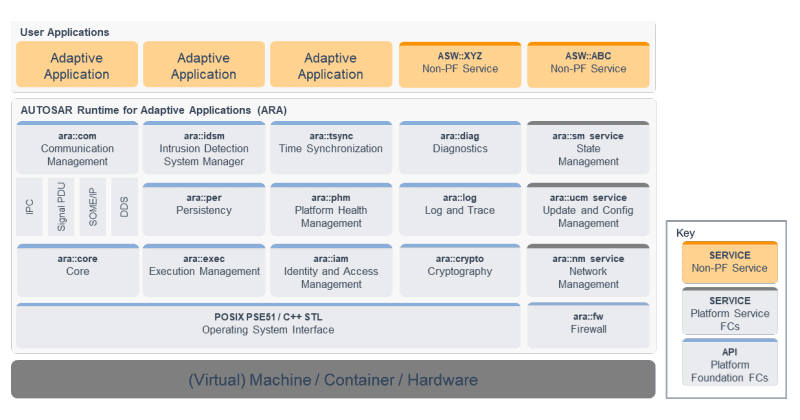 User Applications
Adaptive
Application
Adaptive
Application
Adaptive
Application
ASW::XYZ
Non-PF Service
ASW::ABC
Non-PF Service
AUTOSAR Runtime for Adaptive Applications (ARA)
ara::com
Communication
Management
ara::idsm
Intrusion Detection
System Manager
ara::tsync
Time Synchronization
ara::diag
Diagnostics
ara::sm service
State
Management
IPC
Signal PDU
SOME/IP
DDS
ara::per
Persistency
ara::phm
Platform Health
Management
ara::log
Log and Trace
ara::ucm service
Update and Config
Management
ara::core
Core
ara::exec
Execution Management
ara::iam
Identity and Access
Management
ara::crypto
Cryptography
ara::nm service
Network
Management
POSIX PSE51 / C++ STL
Operating System Interface
ara::fw
Firewall
(Virtual) Machine / Container / Hardware
Key
SERVICE
Non-PF Service
SERVICE
Platform Service
FCs
API
Platform
Foundation FCs